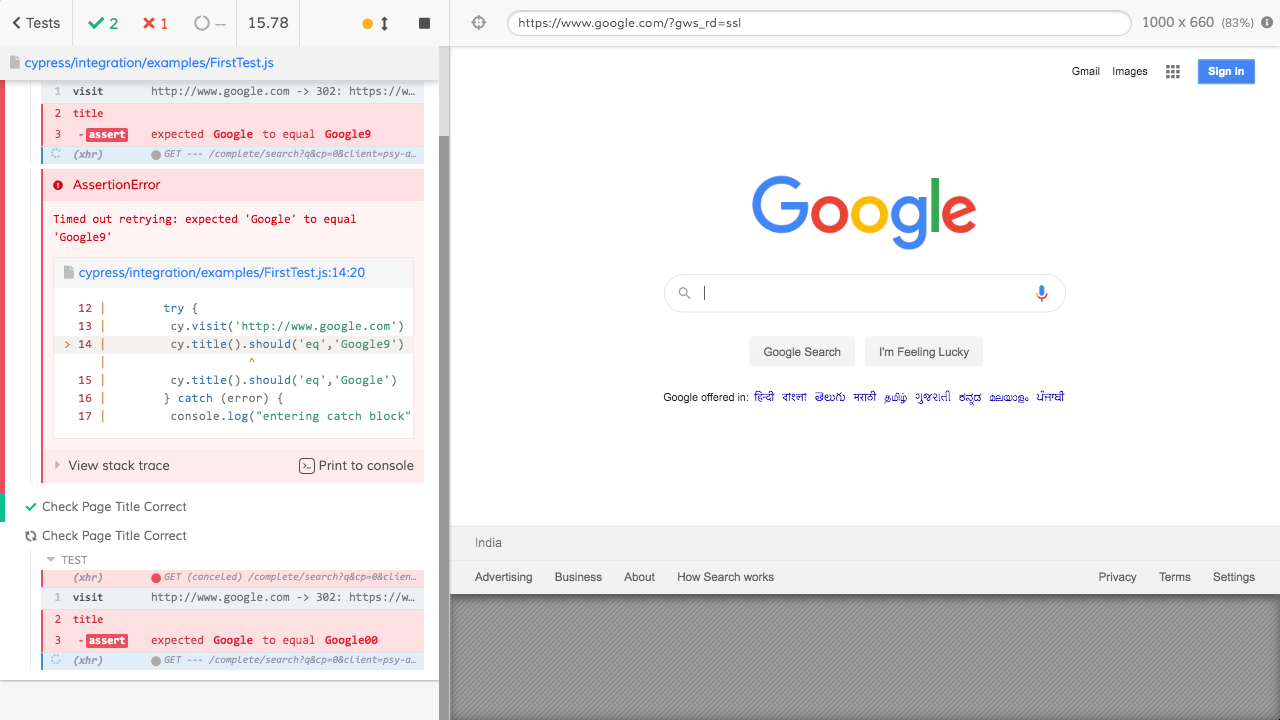 Tests 2 1 -- 15.78
https://www.google.com/?gws_rd=ssl 1000 x 660 (83%)
cypress/integration/examples/FirstTest.js
1 visit http://www.google.com -> 302: https://w…
2 title
3 -assert expected Google to equal Google9
(xhr) GET --- /complete/search?q&cp=0&client=psy-a…
AssertionError
Timed out retrying: expected 'Google' to equal
'Google9'
cypress/integration/examples/FirstTest.js:14:20
12 | try {
13 | cy.visit('http://www.google.com')
> 14 | cy.title().should('eq','Google9')
| ^
15 | cy.title().should('eq','Google')
16 | } catch (error) {
17 | console.log("entering catch block"
View stack trace Print to console
Check Page Title Correct
Check Page Title Correct
TEST
(xhr) GET (canceled) /complete/search?q&cp=0&clien…
1 visit http://www.google.com -> 302: https://w…
2 title
3 -assert expected Google to equal Google00
(xhr) GET --- /complete/search?q&cp=0&client=psy-a…
Gmail Images Sign in
Google
Google Search I'm Feeling Lucky
Google offered in: हिन्दी বাংলা తెలుగు मराठी தமிழ் ગુજરાતી ಕನ್ನಡ മലയാളം ਪੰਜਾਬੀ
India
Advertising Business About How Search works Privacy Terms Settings